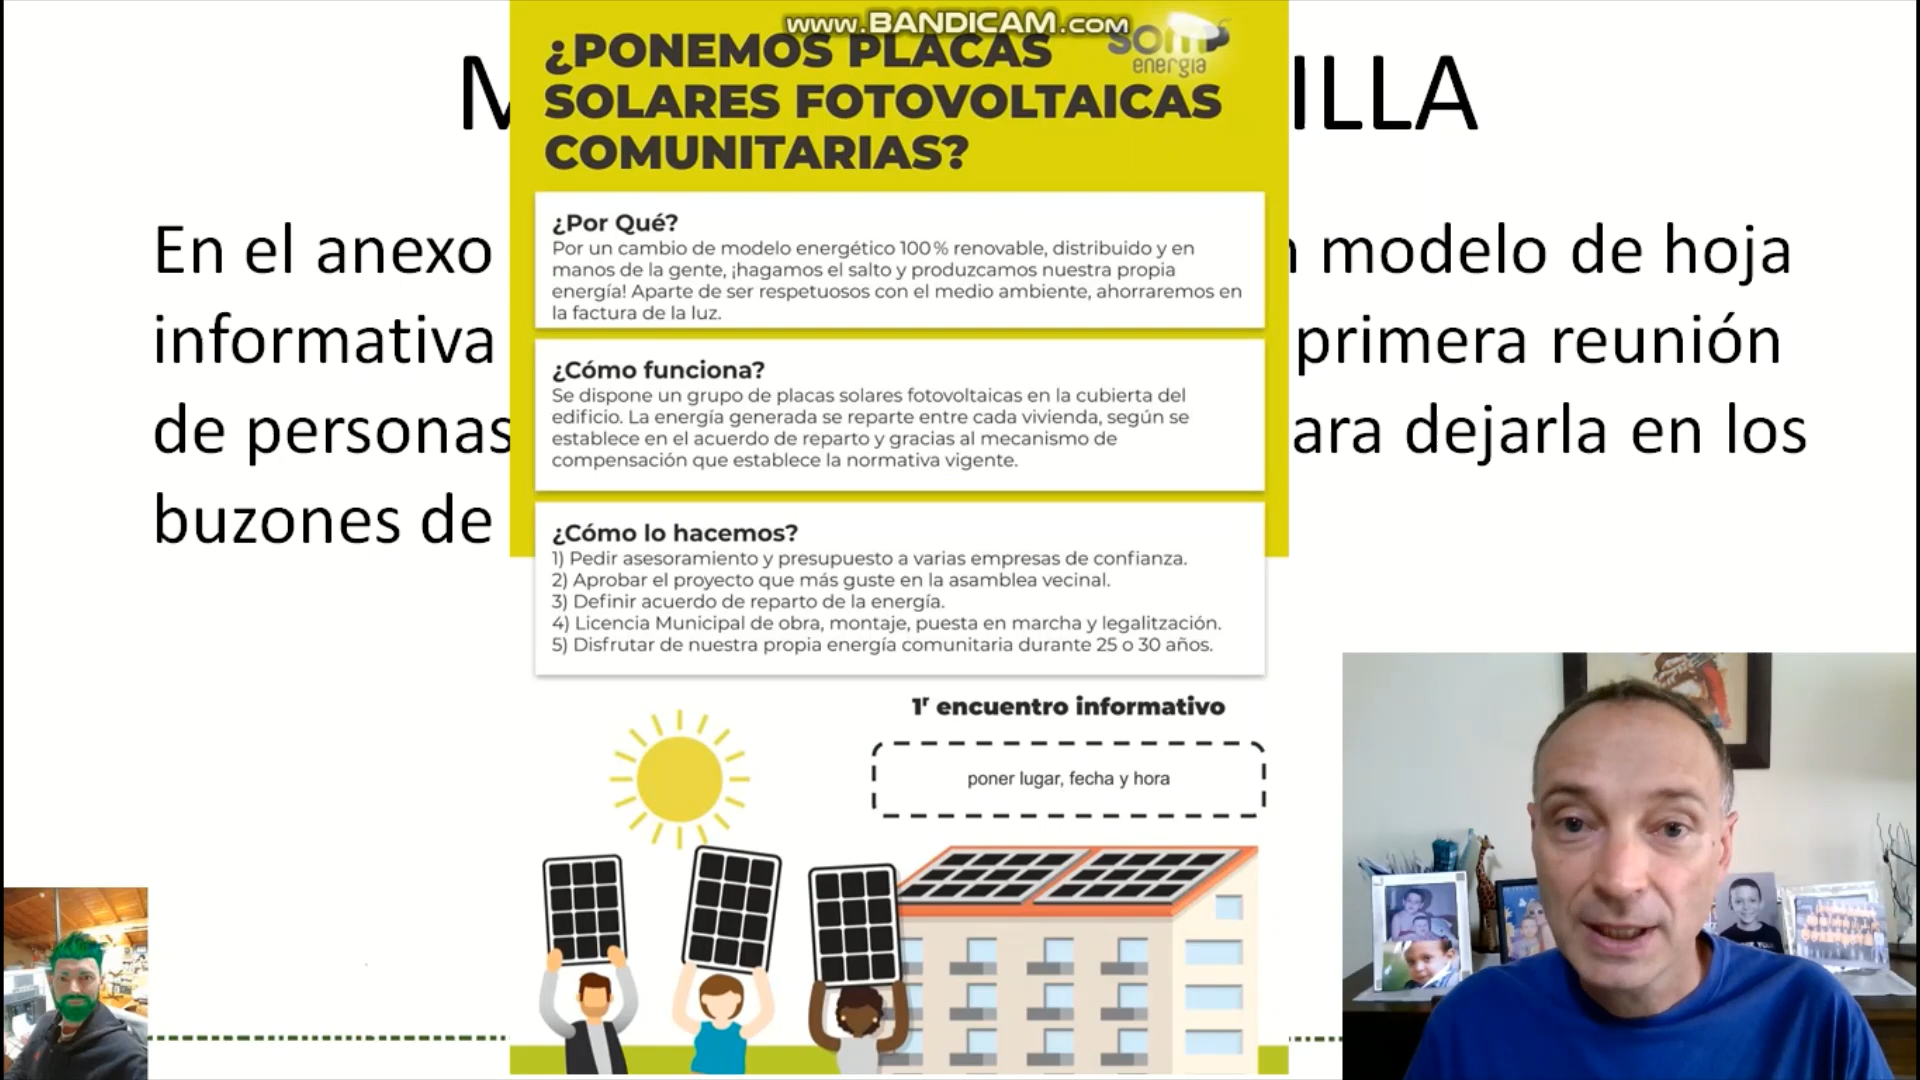 www.BANDICAM.com
som energia
¿PONEMOS PLACAS
SOLARES FOTOVOLTAICAS
COMUNITARIAS?
¿Por Qué?
Por un cambio de modelo energético 100% renovable, distribuido y en
manos de la gente, ¡hagamos el salto y produzcamos nuestra propia
energía! Aparte de ser respetuosos con el medio ambiente, ahorraremos en
la factura de la luz.
¿Cómo funciona?
Se dispone un grupo de placas solares fotovoltaicas en la cubierta del
edificio. La energía generada se reparte entre cada vivienda, según se
establece en el acuerdo de reparto y gracias al mecanismo de
compensación que establece la normativa vigente.
¿Cómo lo hacemos?
1) Pedir asesoramiento y presupuesto a varias empresas de confianza.
2) Aprobar el proyecto que más guste en la asamblea vecinal.
3) Definir acuerdo de reparto de la energía.
4) Licencia Municipal de obra, montaje, puesta en marcha y legalitzación.
5) Disfrutar de nuestra propia energía comunitaria durante 25 o 30 años.
1r encuentro informativo
poner lugar, fecha y hora
M ILLA
En el anexo modelo de hoja
informativa primera reunión
de personas ara dejarla en los
buzones de